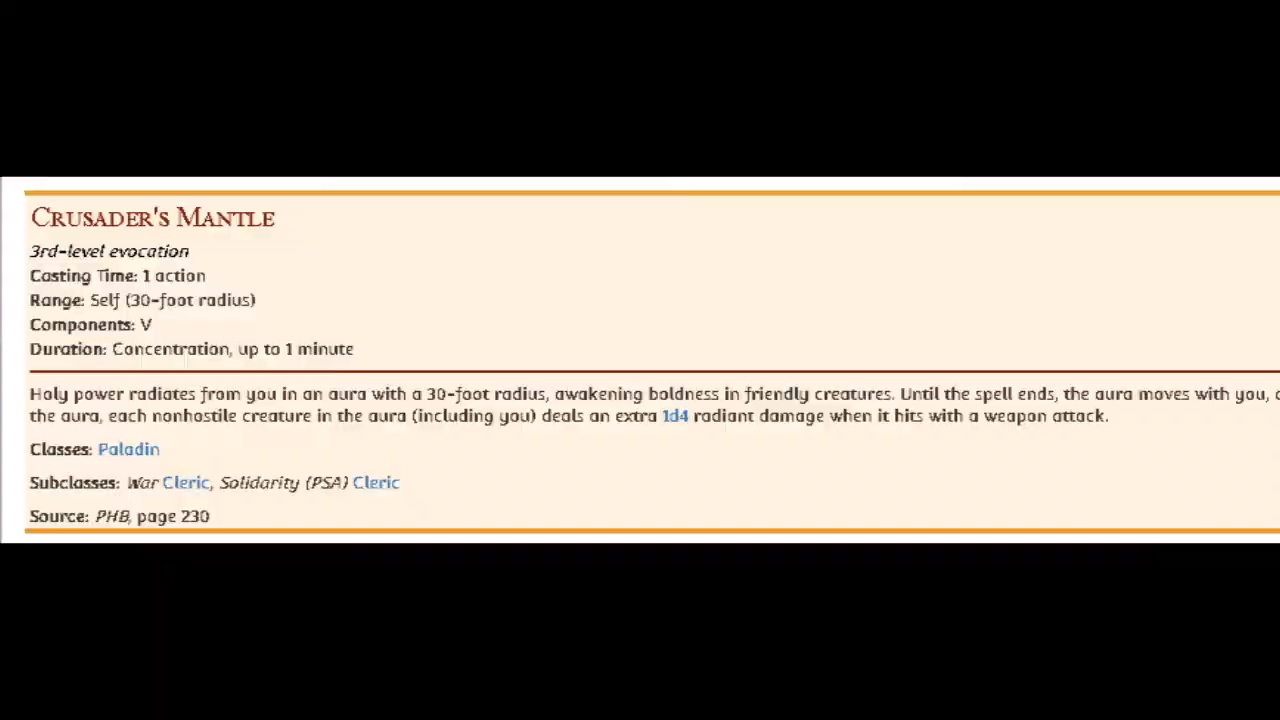 Crusader's Mantle
3rd-level evocation
Casting Time: 1 action
Range: Self (30-foot radius)
Components: V
Duration: Concentration, up to 1 minute
Holy power radiates from you in an aura with a 30-foot radius, awakening boldness in friendly creatures. Until the spell ends, the aura moves with you,
the aura, each nonhostile creature in the aura (including you) deals an extra 1d4 radiant damage when it hits with a weapon attack.
Classes: Paladin
Subclasses: War Cleric, Solidarity (PSA) Cleric
Source: PHB, page 230